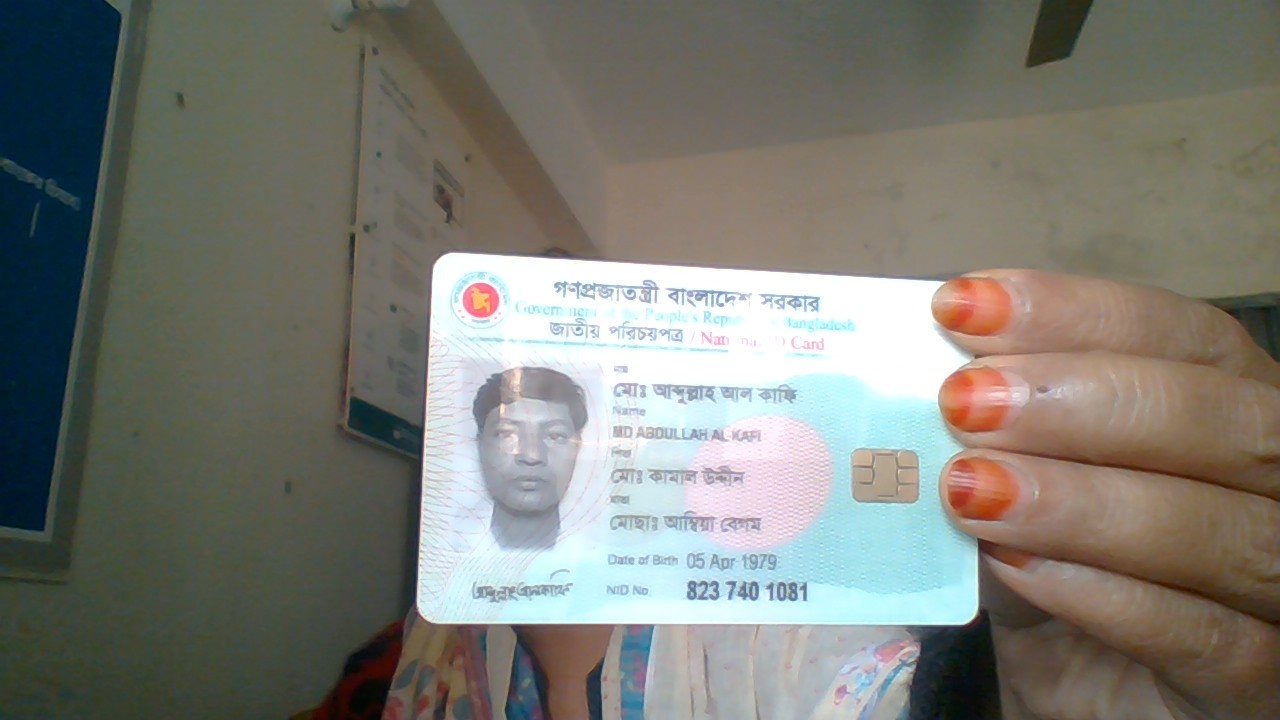 গণপ্রজাতন্ত্রী বাংলাদেশ সরকার
Government of the People's Republic of Bangladesh
জাতীয় পরিচয়পত্র / National ID Card
নাম
মোঃ আব্দুল্লাহ আল কাফি
Name
MD ABDULLAH AL KAFI
পিতা
মোঃ কামাল উদ্দীন
মাতা
মোছাঃ আম্বিয়া বেগম
Date of Birth 05 Apr 1979
NID No 823 740 1081